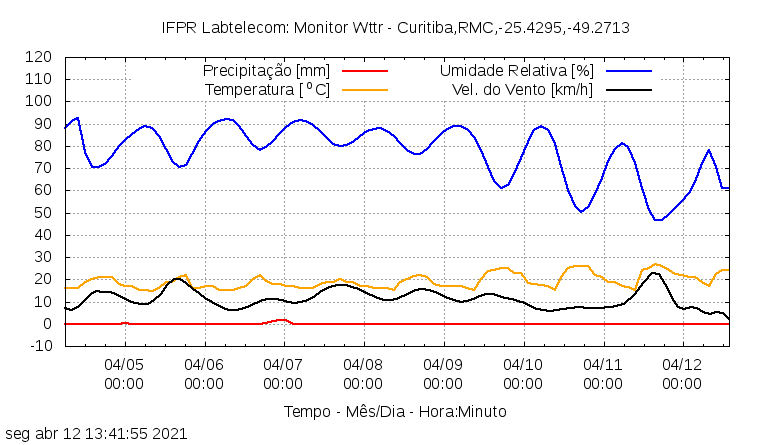 IFPR Labtelecom: Monitor Wttr - Curitiba,RMC,-25.4295,-49.2713
120
110
100
90
80
70
60
50
40
30
20
10
0
-10
Precipitação [mm] Umidade Relativa [%]
Temperatura [⁰C] Vel. do Vento [km/h]
04/05 04/06 04/07 04/08 04/09 04/10 04/11 04/12
00:00 00:00 00:00 00:00 00:00 00:00 00:00 00:00
Tempo - Mês/Dia - Hora:Minuto
seg abr 12 13:41:55 2021